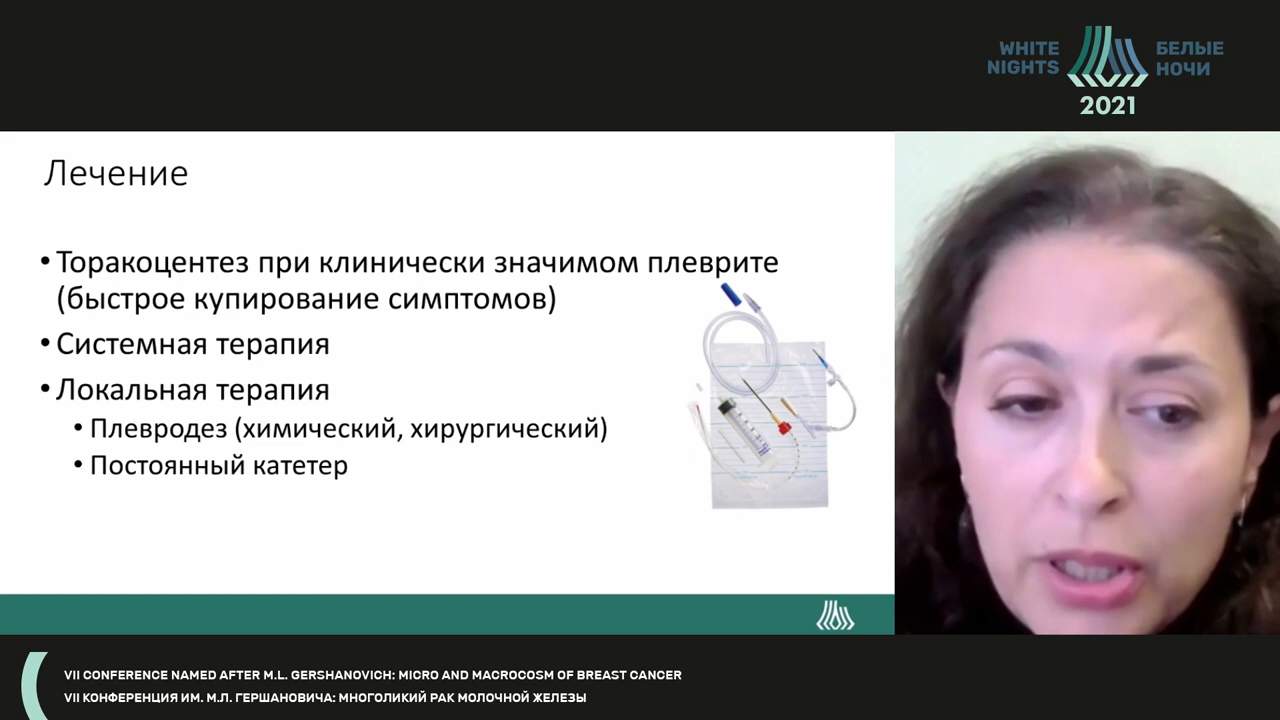 WHITE NIGHTS
БЕЛЫЕ НОЧИ
2021
Лечение
• Торакоцентез при клинически значимом плеврите
(быстрое купирование симптомов)
• Системная терапия
• Локальная терапия
• Плевродез (химический, хирургический)
• Постоянный катетер
VII CONFERENCE NAMED AFTER M.L. GERSHANOVICH: MICRO AND MACROCOSM OF BREAST CANCER
VII КОНФЕРЕНЦИЯ ИМ. М.Л. ГЕРШАНОВИЧА: МНОГОЛИКИЙ РАК МОЛОЧНОЙ ЖЕЛЕЗЫ